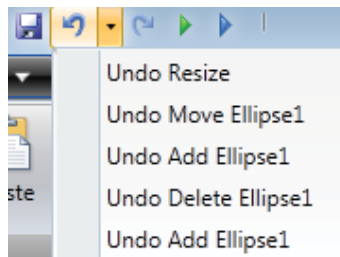 Undo Resize
Undo Move Ellipse1
Undo Add Ellipse1
ste
Undo Delete Ellipse1
Undo Add Ellipse1